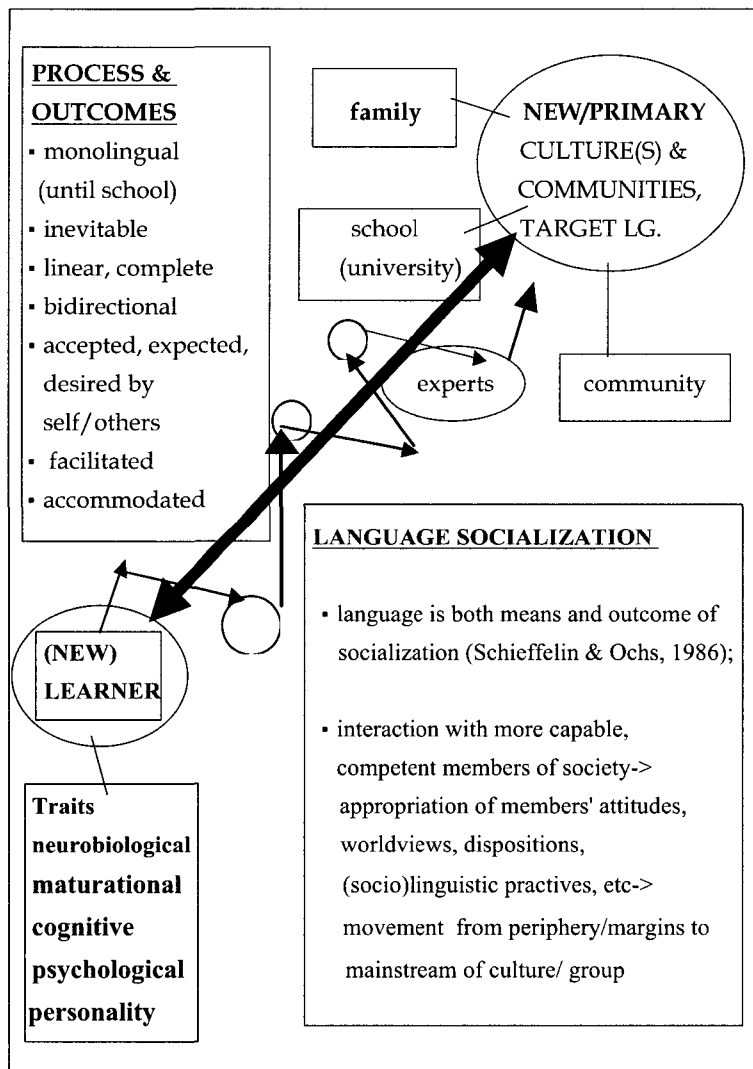 PROCESS &
OUTCOMES
▪ monolingual
(until school)
▪ inevitable
▪ linear, complete
▪ bidirectional
▪ accepted, expected,
desired by
self/others
▪ facilitated
▪ accommodated
family
NEW/PRIMARY
CULTURE(S) &
COMMUNITIES,
TARGET LG.
school
(university)
experts
community
(NEW)
LEARNER
Traits
neurobiological
maturational
cognitive
psychological
personality
LANGUAGE SOCIALIZATION
▪ language is both means and outcome of
socialization (Schieffelin & Ochs, 1986);
▪ interaction with more capable,
competent members of society->
appropriation of members' attitudes,
worldviews, dispositions,
(socio)linguistic practives, etc->
movement from periphery/margins to
mainstream of culture/ group